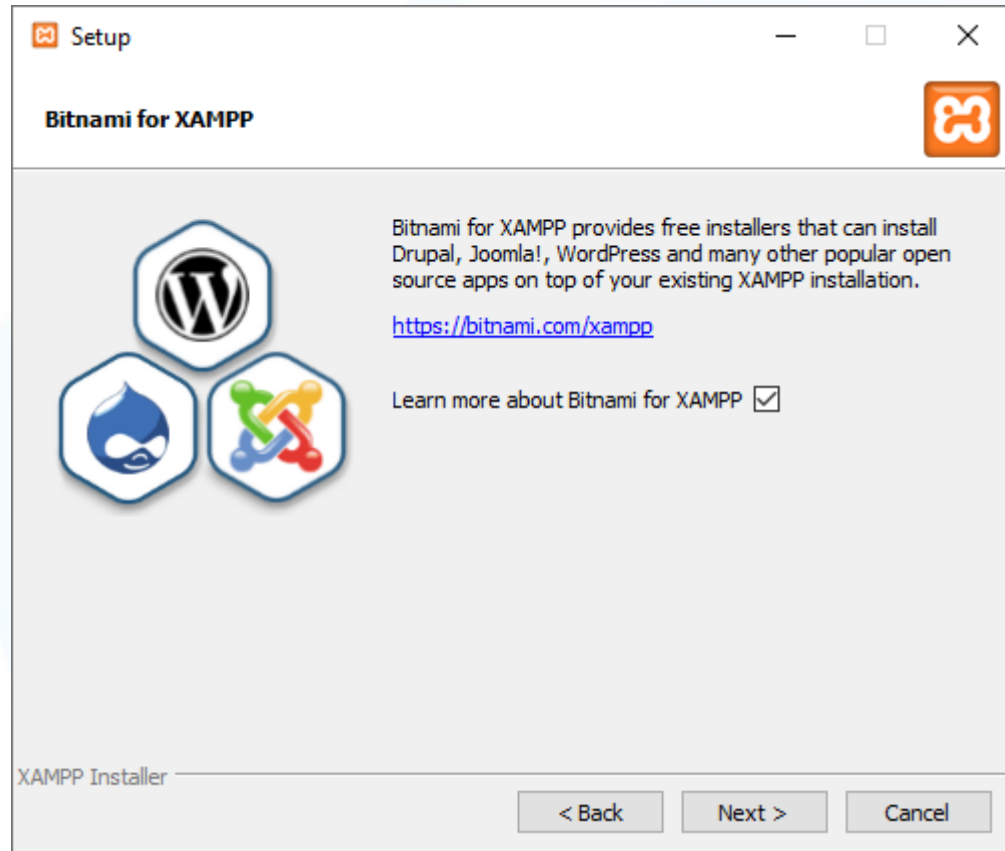 Setup
Bitnami for XAMPP
Bitnami for XAMPP provides free installers that can install
Drupal, Joomla!, WordPress and many other popular open
source apps on top of your existing XAMPP installation.
https://bitnami.com/xampp
Learn more about Bitnami for XAMPP
XAMPP Installer
< Back Next > Cancel